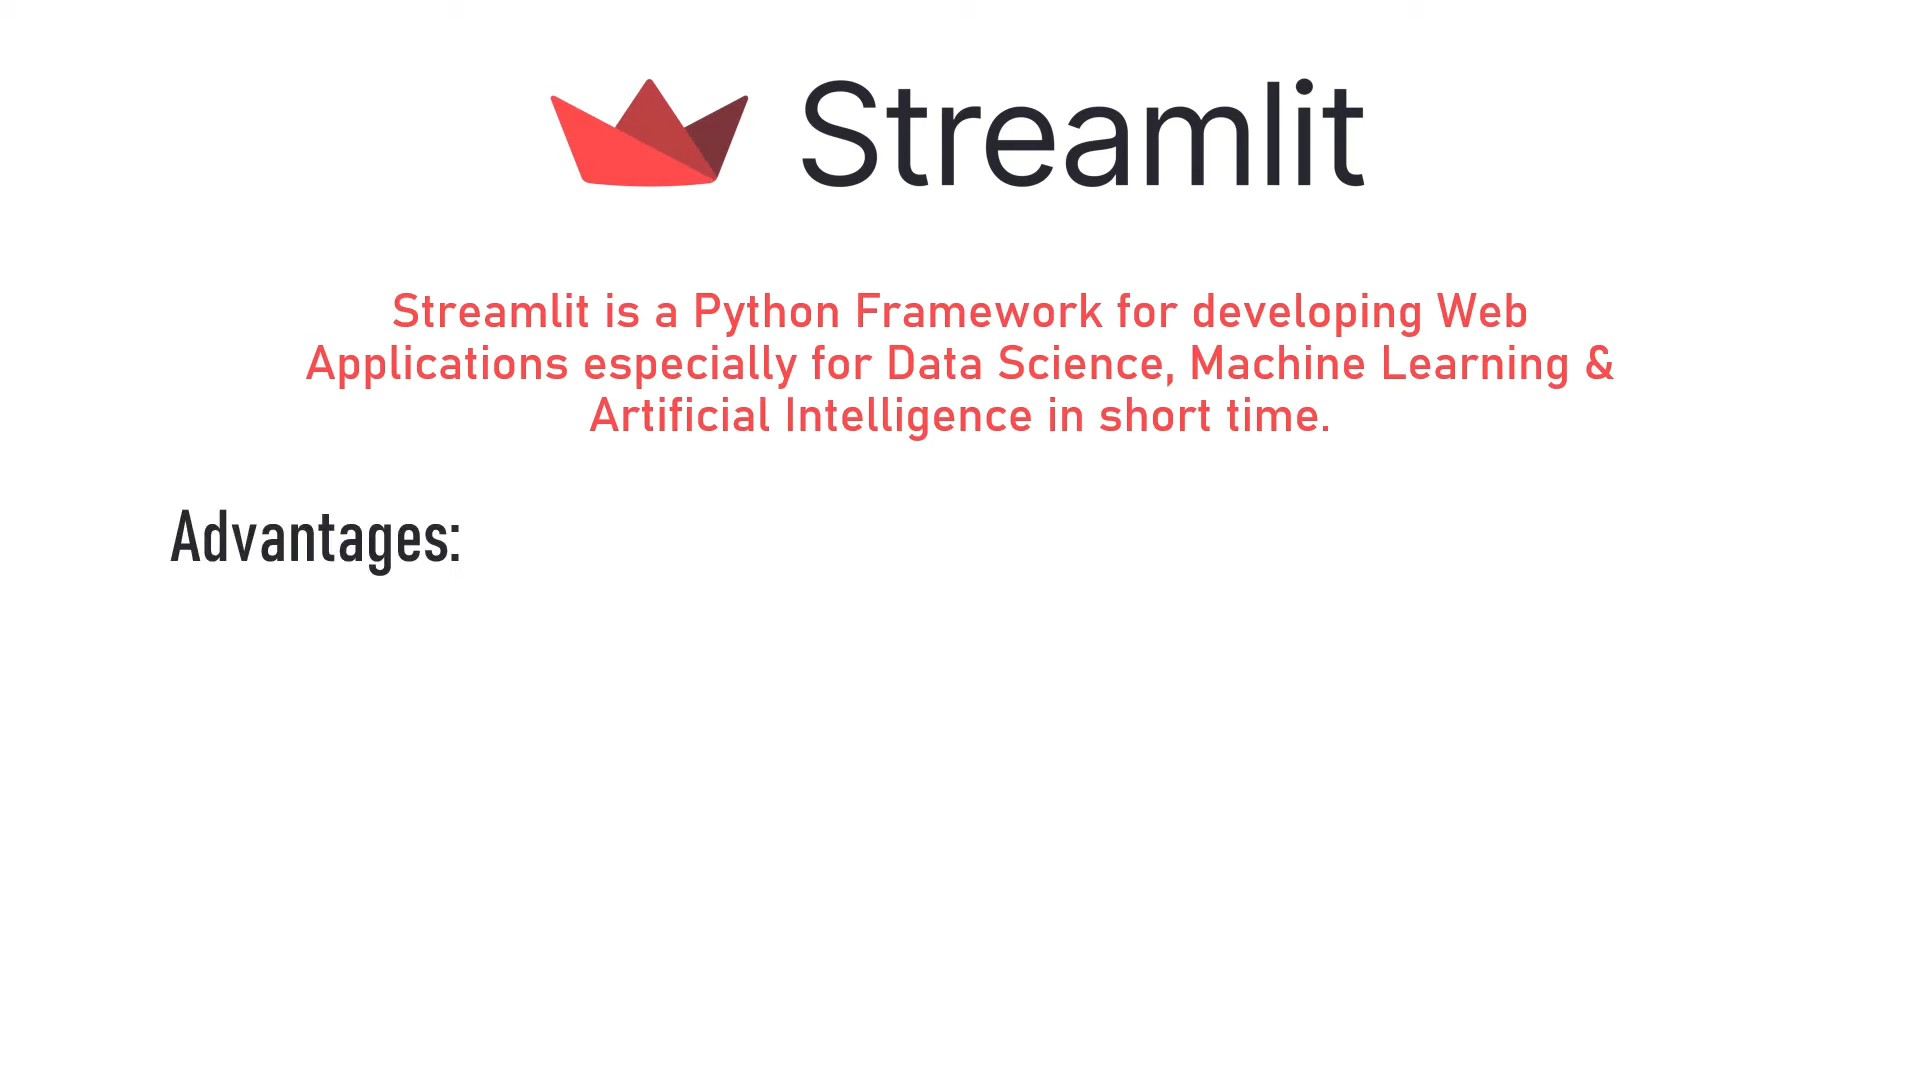 Streamlit
Streamlit is a Python Framework for developing Web
Applications especially for Data Science, Machine Learning &
Artificial Intelligence in short time.
Advantages: